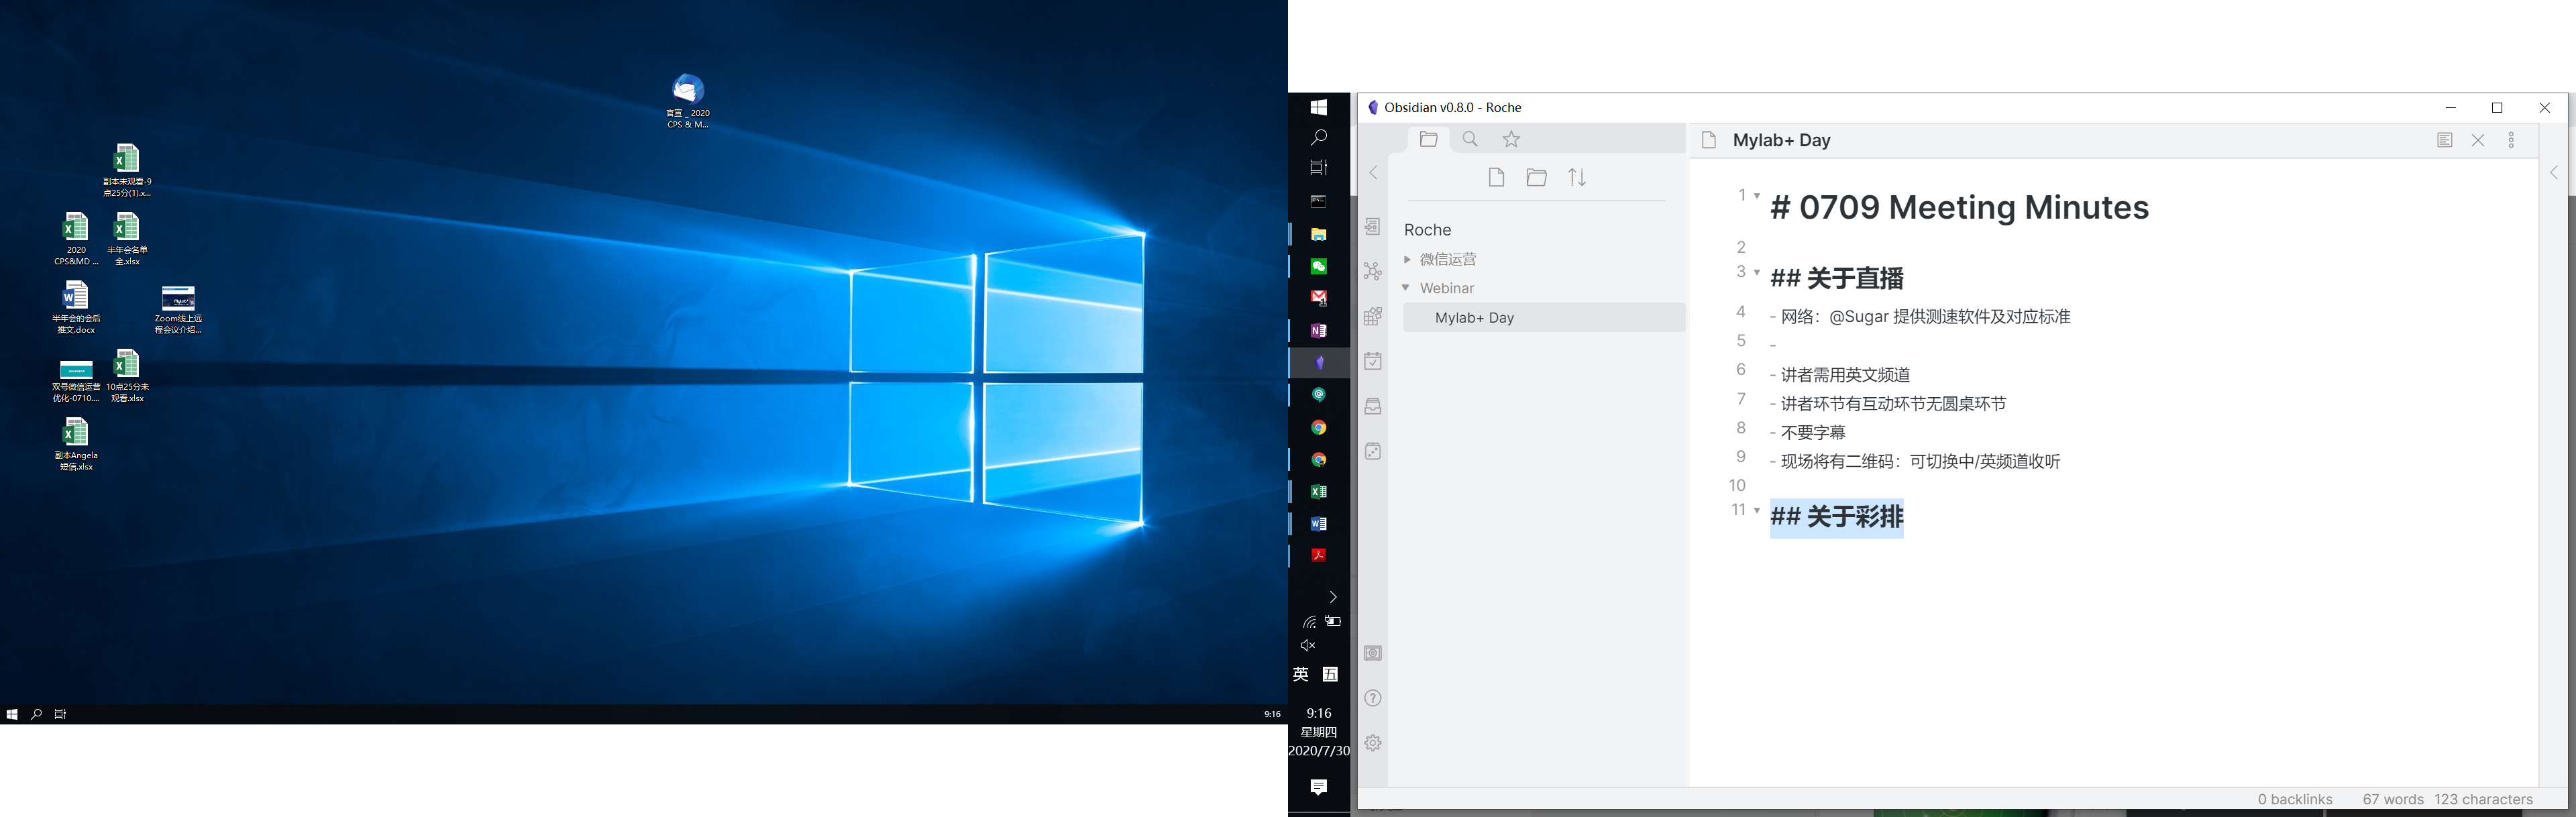 官宣 _ 2020
CPS & M...
副本未观看-9
点25分(1).x...
2020
CPS&MD ...
半年会名单
全.xlsx
半年会的会后
推文.docx
Zoom线上远
程会议介绍...
双号微信运营
优化-0710....
10点25分未
观看.xlsx
副本Angela
短信.xlsx
9:16
英 五
9:16
星期四
2020/7/30
Obsidian v0.8.0 - Roche
Roche
微信运营
Webinar
Mylab+ Day
Mylab+ Day
1 # 0709 Meeting Minutes
2
3 ## 关于直播
4 - 网络：@Sugar 提供测速软件及对应标准
5 -
6 - 讲者需用英文频道
7 - 讲者环节有互动环节无圆桌环节
8 - 不要字幕
9 - 现场将有二维码：可切换中/英频道收听
10
11 ## 关于彩排
0 backlinks 67 words 123 characters